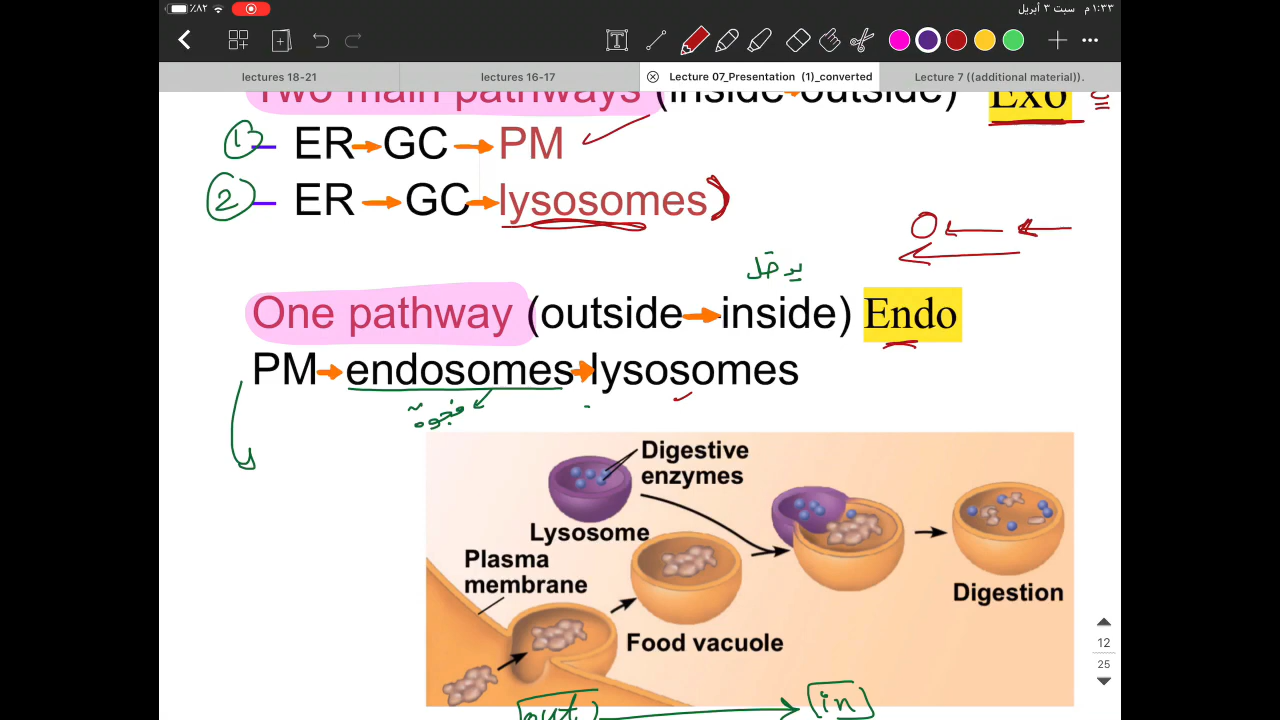 ٪٨٢
١:٣٣ م سبت ٣ أبريل
T
lectures 18-21
lectures 16-17
Lecture 07_Presentation (1)_converted
Lecture 7 ((additional material)).
Two main pathways (inside outside) Exo
1 ER GC PM
2 ER GC lysosomes)
يدخل
One pathway (outside inside) Endo
PM endosomes lysosomes
فجوة
Digestive
enzymes
Lysosome
Plasma
membrane
Food vacuole
Digestion
12
25
out in